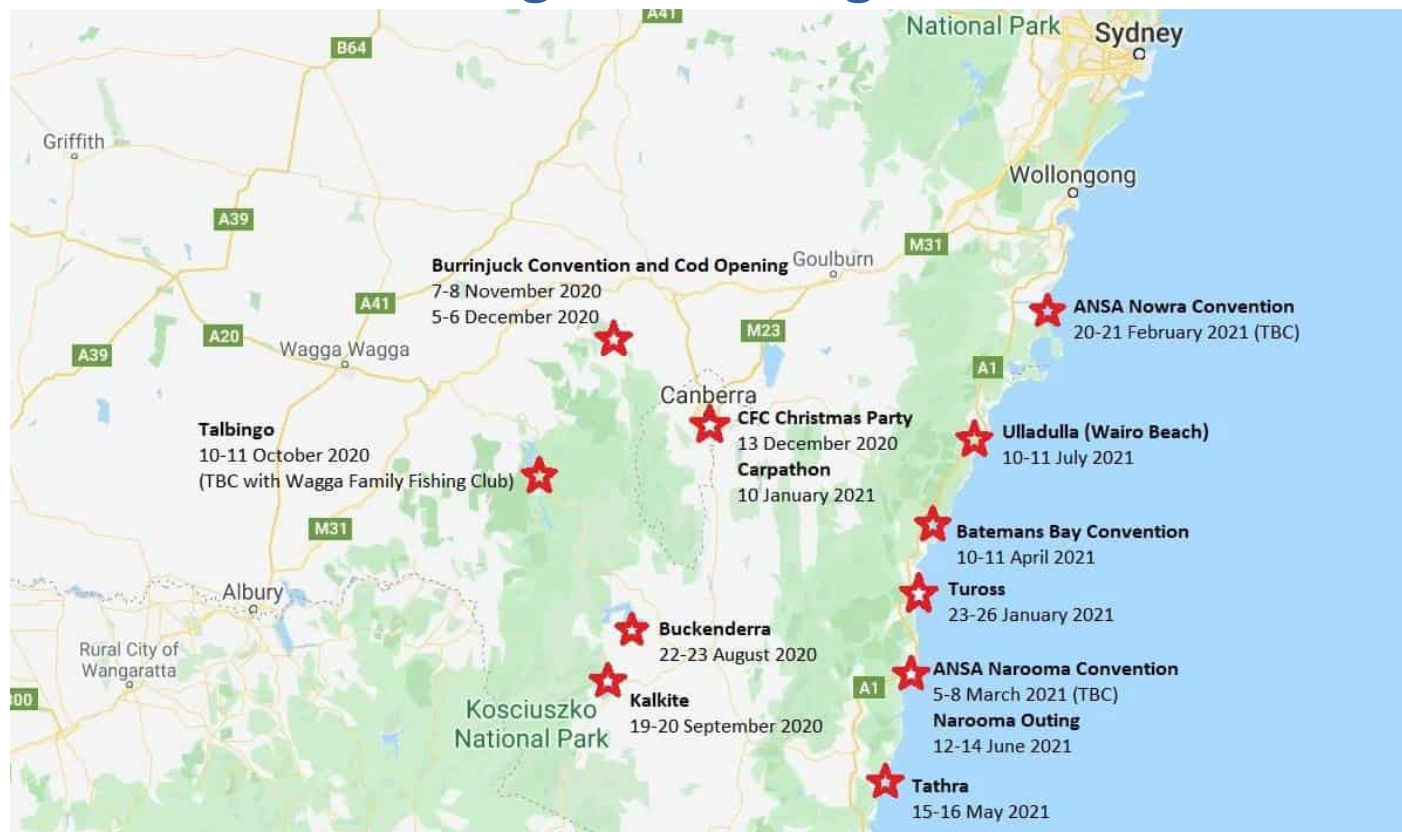 A41
National Park
Sydney
B64
Griffith
Wollongong
A39
M31
Burrinjuck Convention and Cod Opening
7-8 November 2020
5-6 December 2020
Goulburn
A41
ANSA Nowra Convention
20-21 February 2021 (TBC)
A20
M23
A39
Wagga Wagga
A1
Canberra
CFC Christmas Party
13 December 2020
Carpathon
10 January 2021
Talbingo
10-11 October 2020
(TBC with Wagga Family Fishing Club)
Ulladulla (Wairo Beach)
10-11 July 2021
M31
Batemans Bay Convention
10-11 April 2021
Albury
Tuross
23-26 January 2021
Rural City of
Wangaratta
Buckenderra
22-23 August 2020
ANSA Narooma Convention
5-8 March 2021 (TBC)
Narooma Outing
12-14 June 2021
A1
Kalkite
19-20 September 2020
Kosciuszko
National Park
Tathra
15-16 May 2021